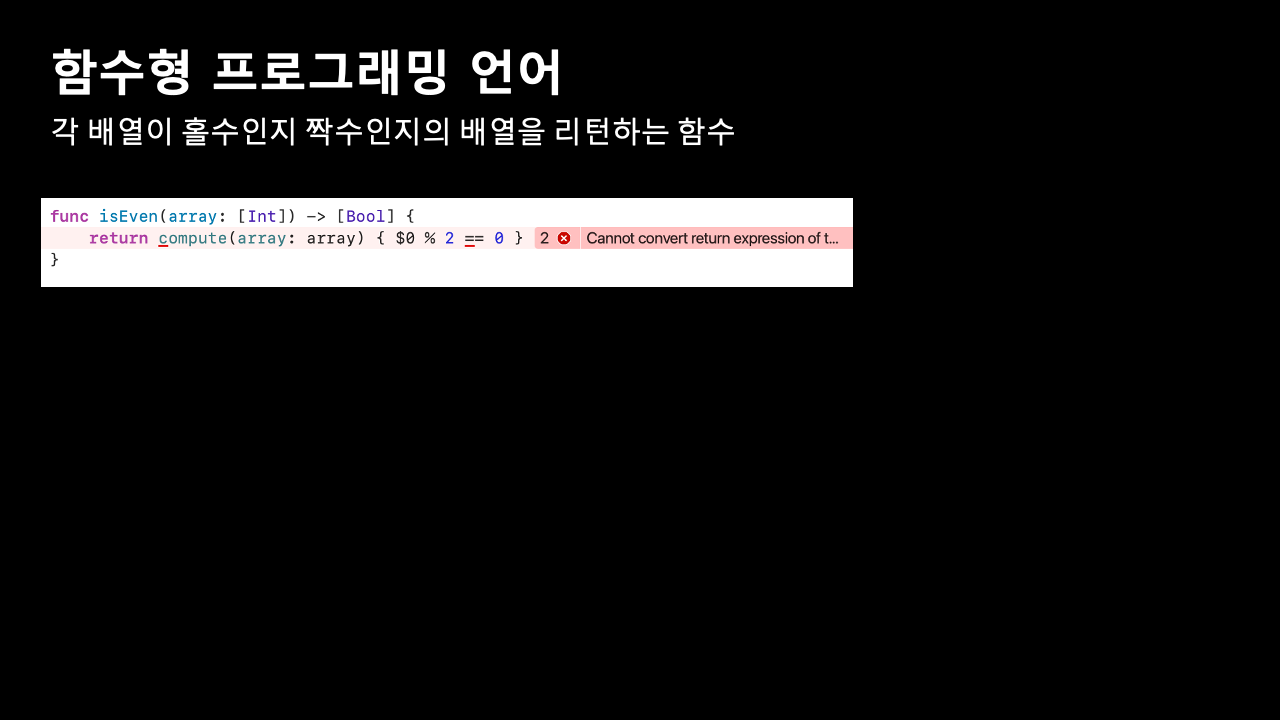 함수형 프로그래밍 언어
각 배열이 홀수인지 짝수인지의 배열을 리턴하는 함수
func isEven(array: [Int]) -> [Bool] {
    return compute(array: array) { $0 % 2 == 0 } 2 Cannot convert return expression of t…
}